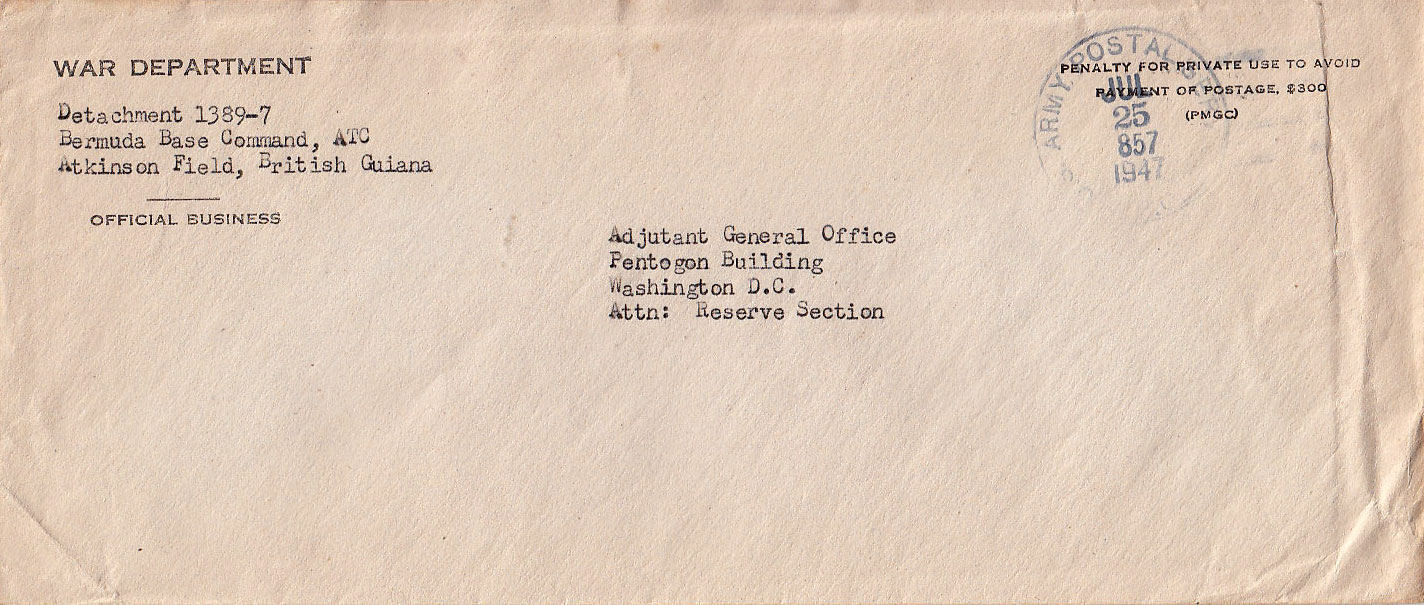 WAR DEPARTMENT
Detachment 1389-7
Bermuda Base Command, ATC
Atkinson Field, British Guiana
OFFICIAL BUSINESS
PENALTY FOR PRIVATE USE TO AVOID
PAYMENT OF POSTAGE, $300
(PMGC)
ARMY POSTAL
JUL
25
857
1947
Adjutant General Office
Pentogon Building
Washington D.C.
Attn: Reserve Section